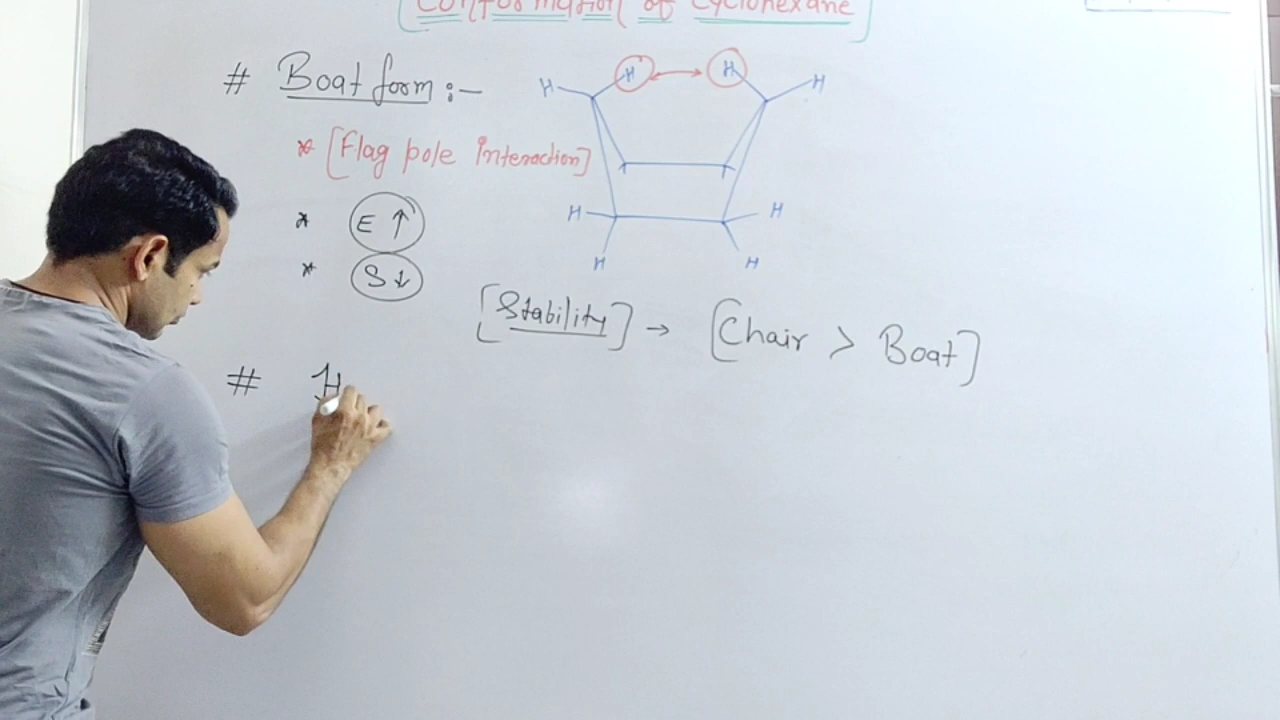 [Conformation of Cyclohexane]
# Boat form :-
H H ↔ H H
* [Flag pole interaction]
* E ↑
H H
* S ↓
H H
[Stability] → [Chair > Boat]
# H